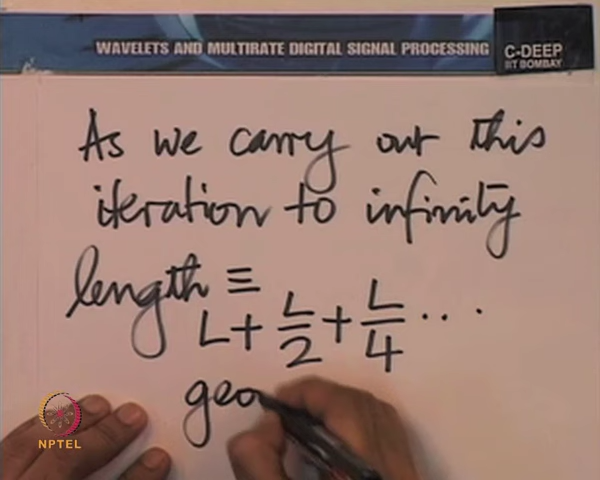 WAVELETS AND MULTIRATE DIGITAL SIGNAL PROCESSING
C-DEEP
IIT BOMBAY
As we carry out this
iteration to infinity
length ≡
L + L/2 + L/4 ....
geo
NPTEL